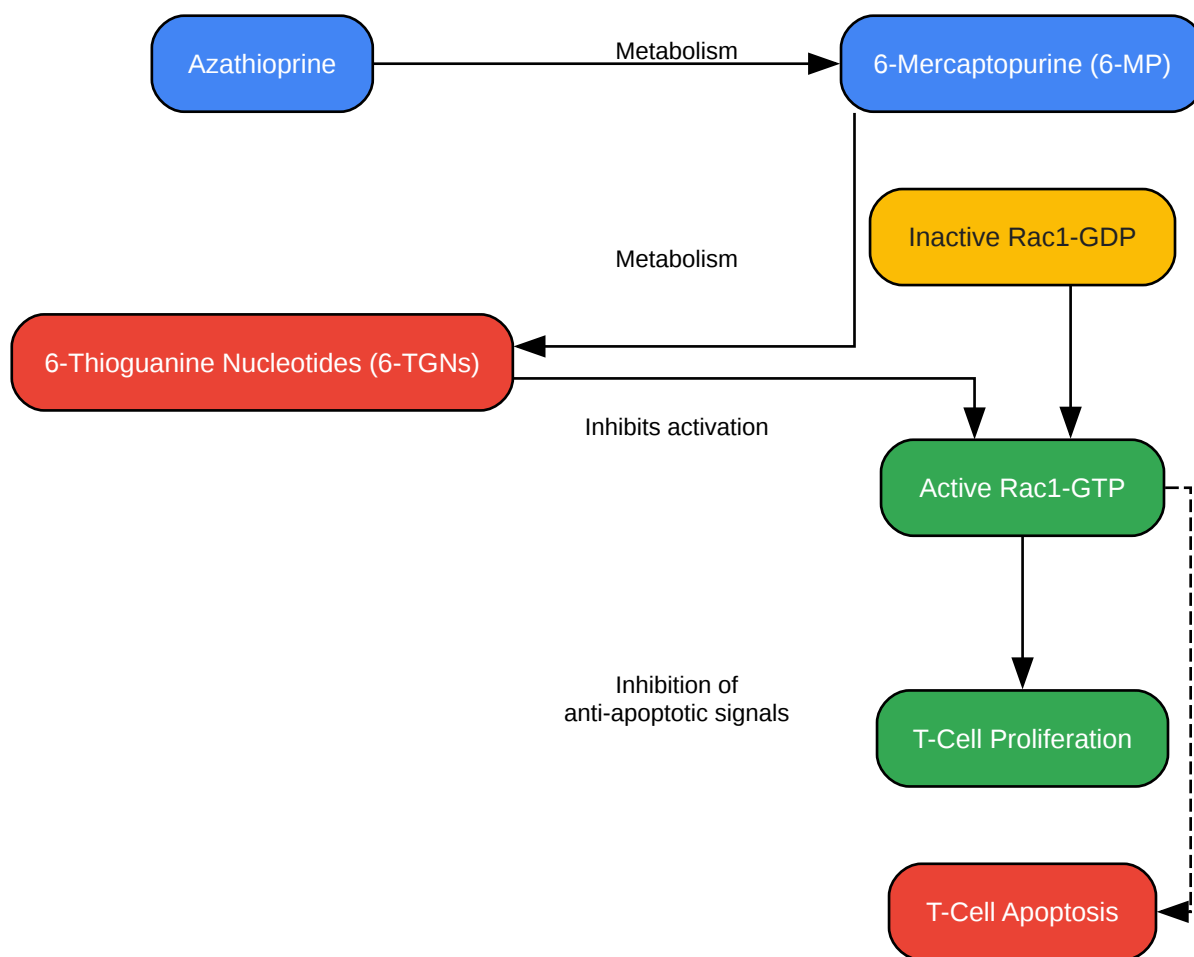 Azathioprine
Metabolism
6-Mercaptopurine (6-MP)
Inactive Rac1-GDP
Metabolism
6-Thioguanine Nucleotides (6-TGNs)
Inhibits activation
Active Rac1-GTP
Inhibition of
anti-apoptotic signals
T-Cell Proliferation
T-Cell Apoptosis